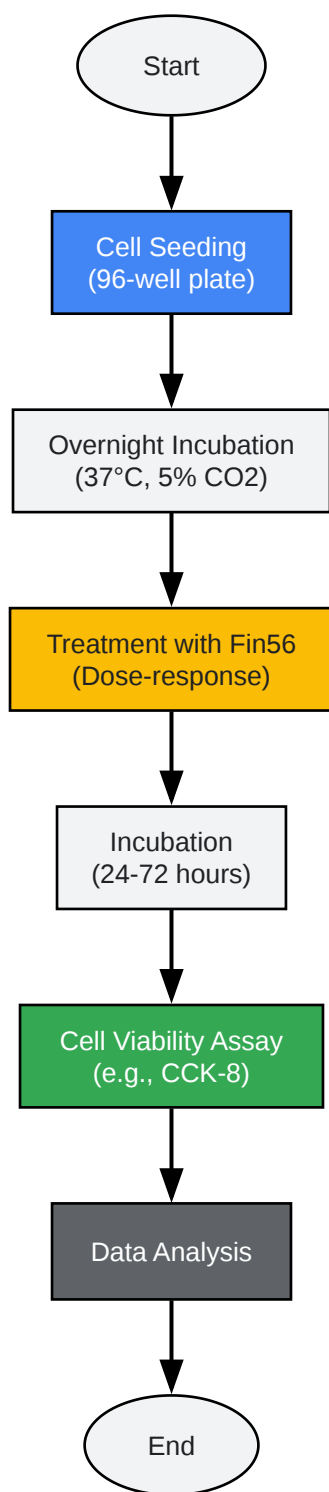 Start
Cell Seeding
(96-well plate)
Overnight Incubation
(37°C, 5% CO2)
Treatment with Fin56
(Dose-response)
Incubation
(24-72 hours)
Cell Viability Assay
(e.g., CCK-8)
Data Analysis
End